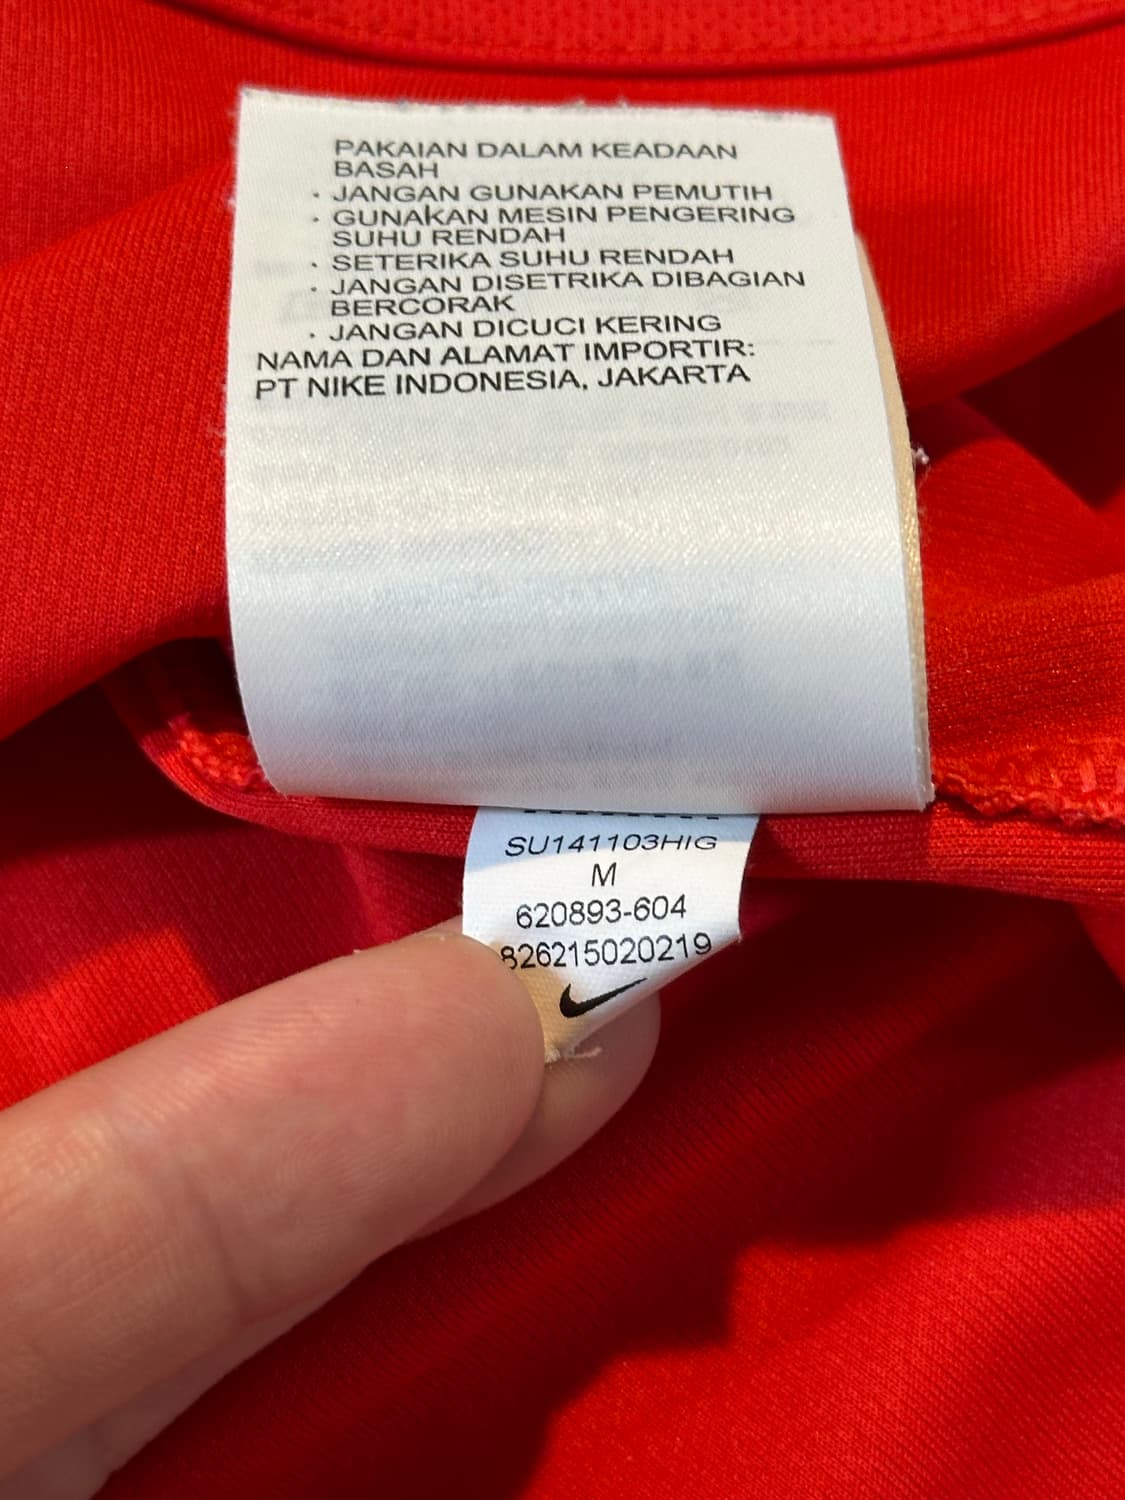 PAKAIAN DALAM KEADAAN
BASAH
· JANGAN GUNAKAN PEMUTIH
· GUNAKAN MESIN PENGERING
SUHU RENDAH
· SETERIKA SUHU RENDAH
· JANGAN DISETRIKA DIBAGIAN
BERCORAK
· JANGAN DICUCI KERING
NAMA DAN ALAMAT IMPORTIR:
PT NIKE INDONESIA, JAKARTA
SU141103HIG
M
620893-604
826215020219